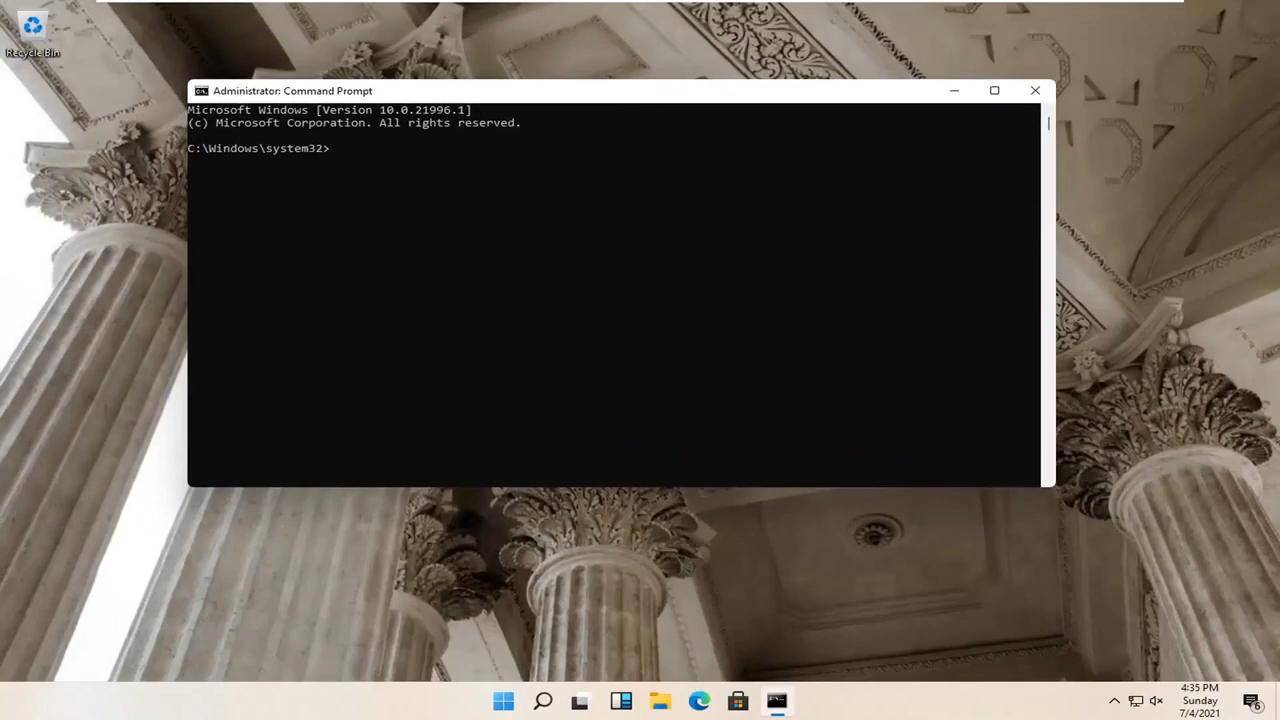 Recycle Bin
Administrator: Command Prompt
Microsoft Windows [Version 10.0.21996.1]
(c) Microsoft Corporation. All rights reserved.
C:\Windows\system32>
4:35 PM
Sunday
7/4/2021
6